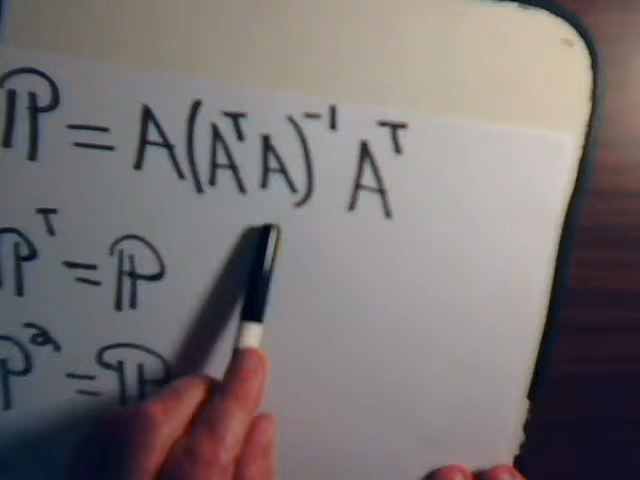 ℙ = A(AᵀA)⁻¹Aᵀ
ℙᵀ = ℙ
ℙ² = ℙ